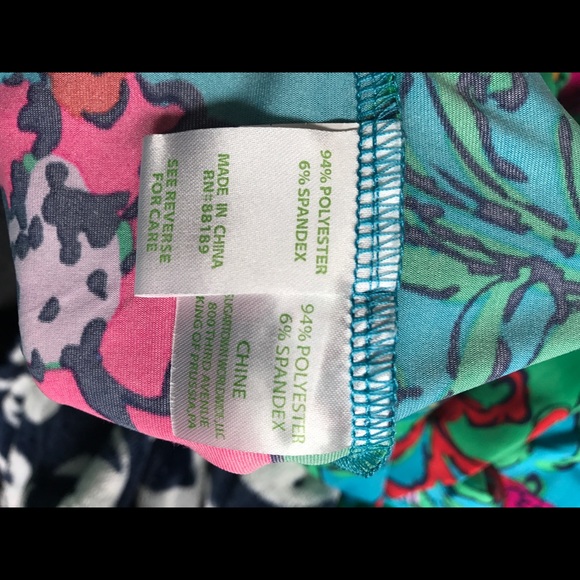 94% POLYESTER
6% SPANDEX
MADE IN CHINA
RN#:88189
SEE REVERSE
FOR CARE
94% POLYESTER
6% SPANDEX
CHINE
SUGARTOWN WORLDWIDE, LLC
800 THIRD AVENUE
KING OF PRUSSIA, PA